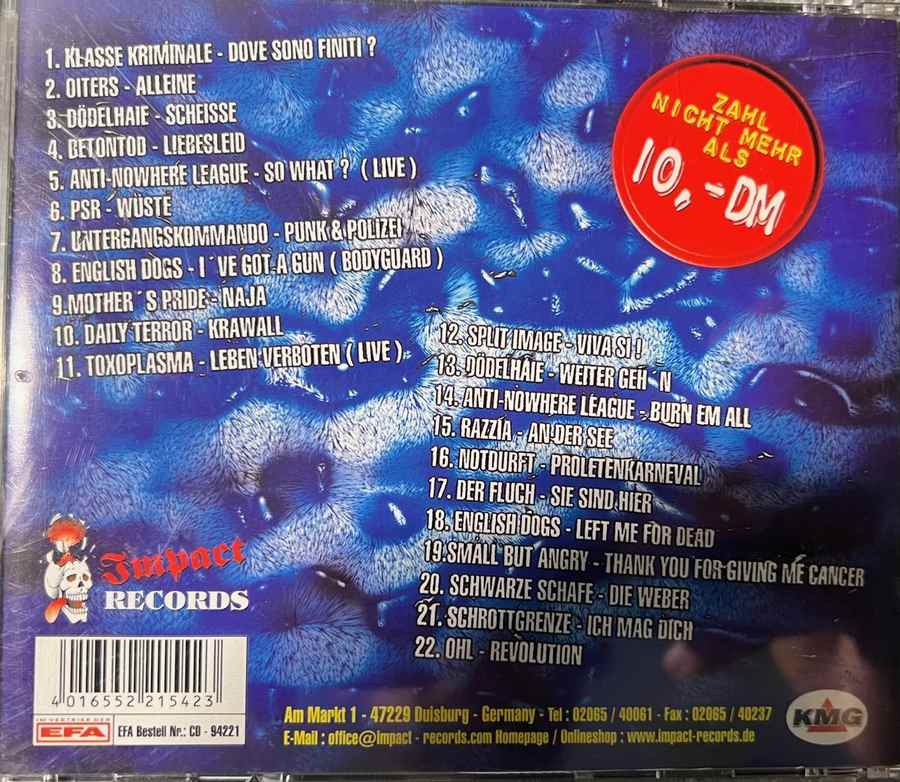 1. KLASSE KRIMINALE - DOVE SONO FINITI ?
2. OITERS - ALLEINE
3. DÖDELHAIE - SCHEISSE
4. BETONTOD - LIEBESLEID
5. ANTI-NOWHERE LEAGUE - SO WHAT ? ( LIVE )
6. PSR - WÜSTE
7. UNTERGANGSKOMMANDO - PUNK & POLIZEI
8. ENGLISH DOGS - I ´VE GOT A GUN ( BODYGUARD )
9.MOTHER´S PRIDE - NAJA
10. DAILY TERROR - KRAWALL
11. TOXOPLASMA - LEBEN VERBOTEN ( LIVE )
ZAHL
NICHT MEHR
ALS
10,-DM
12. SPLIT IMAGE - VIVA SI !
13. DÖDELHAIE - WEITER GEH´N
14. ANTI-NOWHERE LEAGUE - BURN EM ALL
15. RAZZIA - AN DER SEE
16. NOTDURFT - PROLETENKARNEVAL
17. DER FLUCH - SIE SIND HIER
18. ENGLISH DOGS - LEFT ME FOR DEAD
19.SMALL BUT ANGRY - THANK YOU FOR GIVING ME CANCER
20. SCHWARZE SCHAFE - DIE WEBER
21. SCHROTTGRENZE - ICH MAG DICH
22. OHL - REVOLUTION
Impact
RECORDS
4 016552 215423
IM VERTRIEB DER
EFA
EFA Bestell Nr.: CD - 94221
Am Markt 1 - 47229 Duisburg - Germany - Tel : 02065 / 40061 - Fax : 02065 / 40237
E-Mail : office@impact - records.com Homepage / Onlineshop : www.impact-records.de
KMG